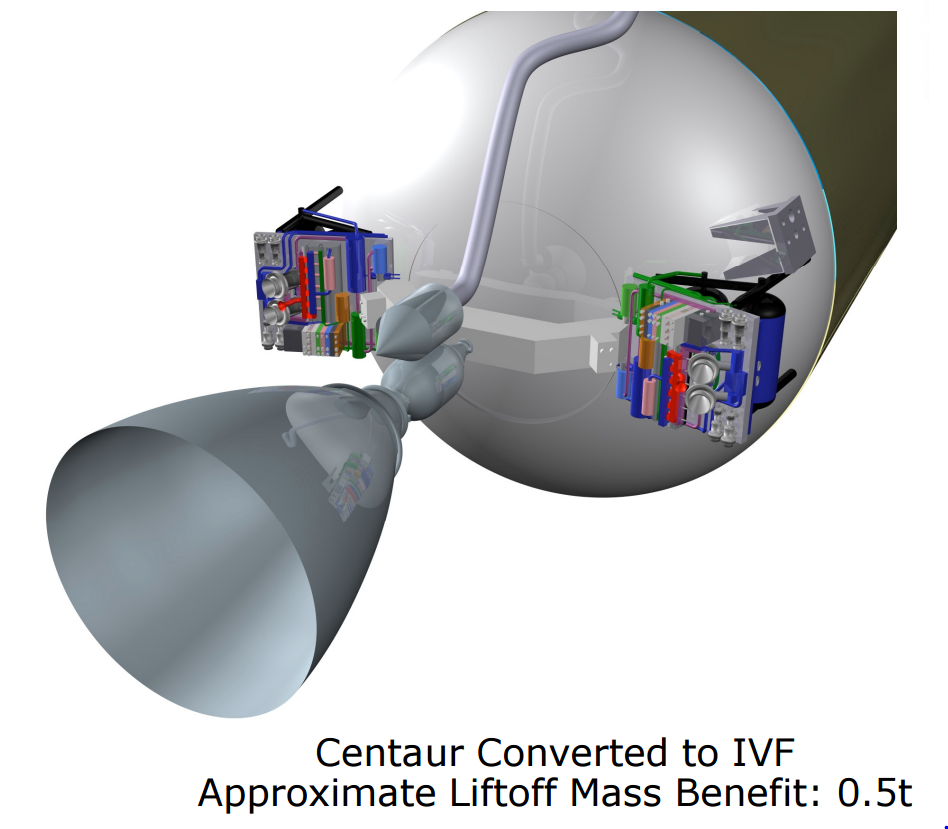 Centaur Converted to IVF
Approximate Liftoff Mass Benefit: 0.5t